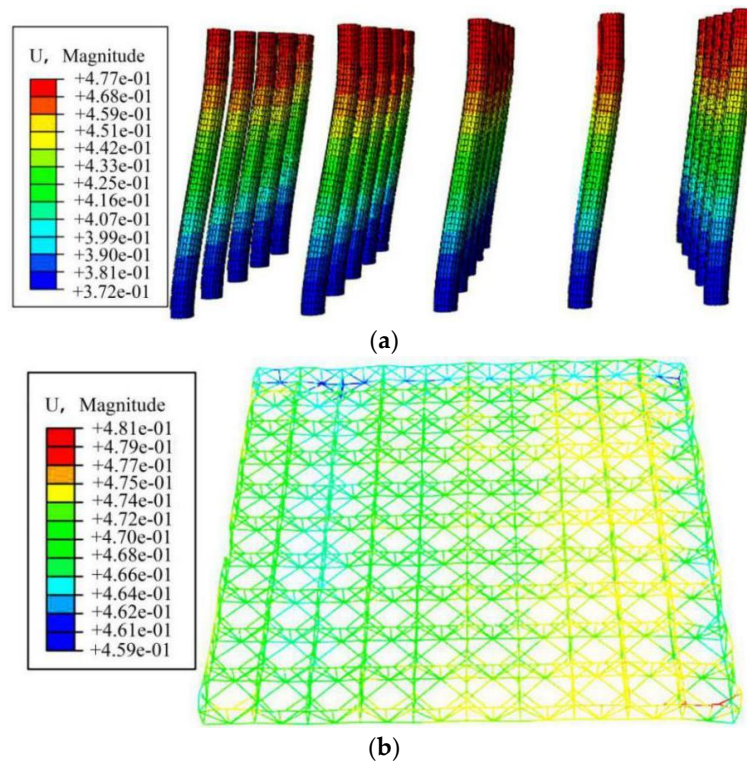 U, Magnitude
+4.77e-01
+4.68e-01
+4.59e-01
+4.51e-01
+4.42e-01
+4.33e-01
+4.25e-01
+4.16e-01
+4.07e-01
+3.99e-01
+3.90e-01
+3.81e-01
+3.72e-01
(a)
U, Magnitude
+4.81e-01
+4.79e-01
+4.77e-01
+4.75e-01
+4.74e-01
+4.72e-01
+4.70e-01
+4.68e-01
+4.66e-01
+4.64e-01
+4.62e-01
+4.61e-01
+4.59e-01
(b)